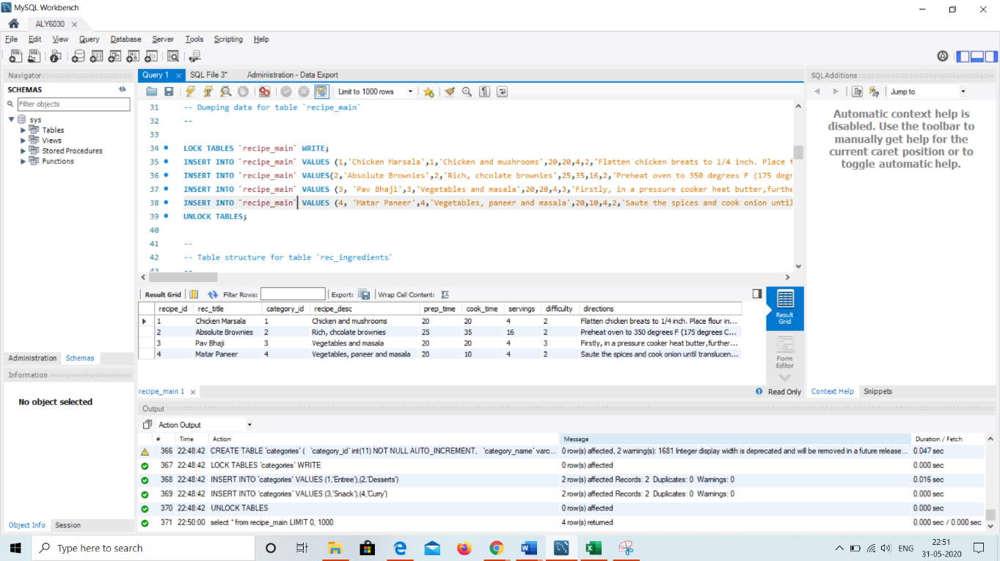 MySQL Workbench
ALY6030
File Edit View Query Database Server Tools Scripting Help
Navigator
SCHEMAS
Filter objects
sys
Tables
Views
Stored Procedures
Functions
Administration Schemas
Information
No object selected
Object Info Session
Query 1 SQL File 3* Administration - Data Export
Limit to 1000 rows
31 -- Dumping data for table `recipe_main`
32 --
33
34 LOCK TABLES `recipe_main` WRITE;
35 INSERT INTO `recipe_main` VALUES (1,'Chicken Marsala',1,'Chicken and mushrooms',20,20,4,2,'Flatten chicken breats to 1/4 inch. Place f
36 INSERT INTO `recipe_main` VALUES(2,'Absolute Brownies',2,'Rich, chcolate brownies',25,35,16,2,'Preheat oven to 350 degrees F (175 degr
37 INSERT INTO `recipe_main` VALUES (3, 'Pav Bhaji',3,'Vegetables and masala',20,20,4,3,'Firstly, in a pressure cooker heat butter,furthe
38 INSERT INTO `recipe_main` VALUES (4, 'Matar Paneer',4,'Vegetables, paneer and masala',20,10,4,2,'Saute the spices and cook onion until
39 UNLOCK TABLES;
40
41 --
42 -- Table structure for table `rec_ingredients`
43 --
Result Grid Filter Rows: Export: Wrap Cell Content:
recipe_id rec_title category_id recipe_desc prep_time cook_time servings difficulty directions
1 Chicken Marsala 1 Chicken and mushrooms 20 20 4 2 Flatten chicken breats to 1/4 inch. Place flour in...
2 Absolute Brownies 2 Rich, chcolate brownies 25 35 16 2 Preheat oven to 350 degrees F (175 degrees C...
3 Pav Bhaji 3 Vegetables and masala 20 20 4 3 Firstly, in a pressure cooker heat butter,further...
4 Matar Paneer 4 Vegetables, paneer and masala 20 10 4 2 Saute the spices and cook onion until translucen...
Result Grid
Form Editor
recipe_main 1
Read Only
Output
Action Output
# Time Action Message Duration / Fetch
366 22:48:42 CREATE TABLE `categories` ( `category_id` int(11) NOT NULL AUTO_INCREMENT, `category_name` varc... 0 row(s) affected, 2 warning(s): 1681 Integer display width is deprecated and will be removed in a future release... 0.047 sec
367 22:48:42 LOCK TABLES `categories` WRITE 0 row(s) affected 0.000 sec
368 22:48:42 INSERT INTO `categories` VALUES (1,'Entree'),(2,'Desserts') 2 row(s) affected Records: 2 Duplicates: 0 Warnings: 0 0.016 sec
369 22:48:42 INSERT INTO `categories` VALUES (3,'Snack'),(4,'Curry') 2 row(s) affected Records: 2 Duplicates: 0 Warnings: 0 0.000 sec
370 22:48:42 UNLOCK TABLES 0 row(s) affected 0.000 sec
371 22:50:00 select * from recipe_main LIMIT 0, 1000 4 row(s) returned 0.000 sec / 0.000 sec
SQLAdditions
Jump to
Automatic context help is
disabled. Use the toolbar to
manually get help for the
current caret position or to
toggle automatic help.
Context Help Snippets
Type here to search
ENG
22:51
31-05-2020